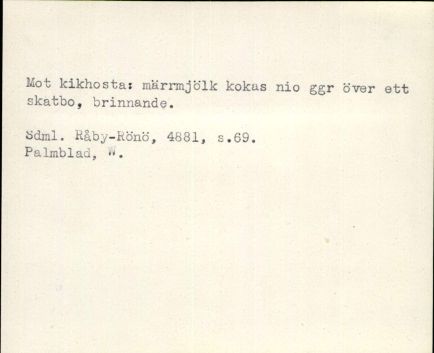 Mot kikhosta: märrmjölk kokas nio ggr över ett
skatbo, brinnande.
Sdml. Råby-Rönö, 4881, s.69.
Palmblad, W.